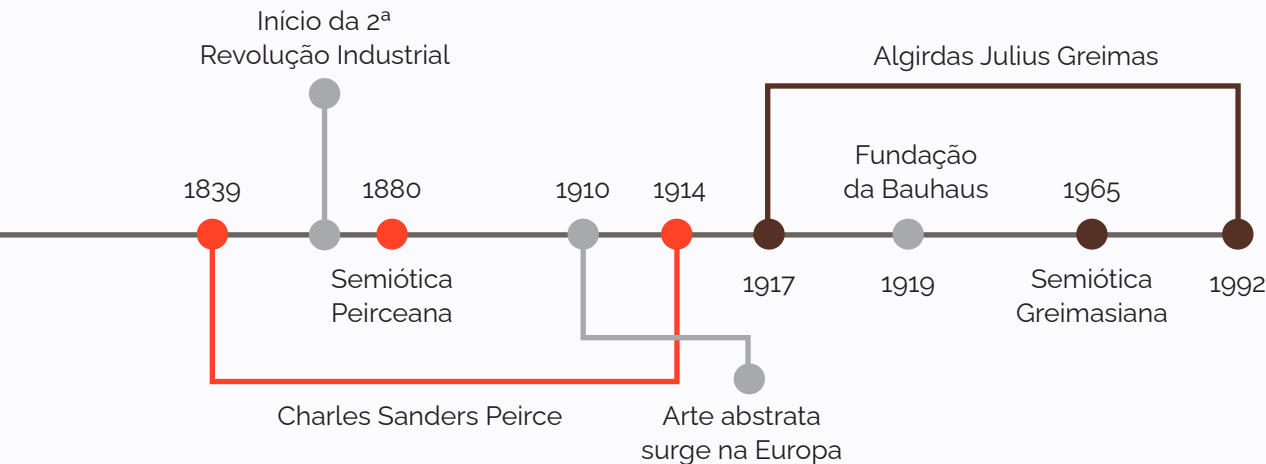 Início da 2ª
Revolução Industrial
Algirdas Julius Greimas
Fundação
da Bauhaus
1839
1880
1910
1914
1965
Semiótica
Peirceana
1917
1919
Semiótica
Greimasiana
1992
Charles Sanders Peirce
Arte abstrata
surge na Europa